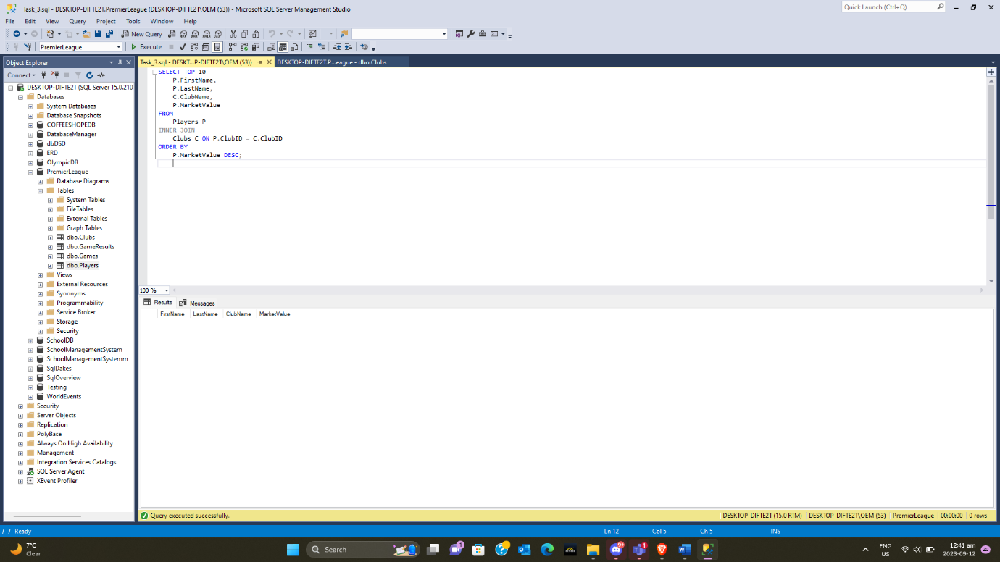 Task_3.sql - DESKTOP-DIFTE2T.PremierLeague (DESKTOP-DIFTE2T\OEM (53)) - Microsoft SQL Server Management Studio
Quick Launch (Ctrl+Q)
File Edit View Query Project Tools Window Help
New Query
PremierLeague Execute
Object Explorer
Connect
DESKTOP-DIFTE2T (SQL Server 15.0.210
Databases
System Databases
Database Snapshots
COFFEESHOPEDB
DatabaseManager
dbDSD
ERD
OlympicDB
PremierLeague
Database Diagrams
Tables
System Tables
FileTables
External Tables
Graph Tables
dbo.Clubs
dbo.GameResults
dbo.Games
dbo.Players
Views
External Resources
Synonyms
Programmability
Service Broker
Storage
Security
SchoolDB
SchoolManagementSystem
SchoolManagementSystemm
SqlDakes
SqlOverview
Testing
WorldEvents
Security
Server Objects
Replication
PolyBase
Always On High Availability
Management
Integration Services Catalogs
SQL Server Agent
XEvent Profiler
Task_3.sql - DESKT...P-DIFTE2T\OEM (53)) DESKTOP-DIFTE2T.P...eague - dbo.Clubs
SELECT TOP 10
P.FirstName,
P.LastName,
C.ClubName,
P.MarketValue
FROM
Players P
INNER JOIN
Clubs C ON P.ClubID = C.ClubID
ORDER BY
P.MarketValue DESC;
100 %
Results Messages
FirstName LastName ClubName MarketValue
Query executed successfully. DESKTOP-DIFTE2T (15.0 RTM) DESKTOP-DIFTE2T\OEM (53) PremierLeague 00:00:00 0 rows
Ready Ln 12 Col 5 Ch 5 INS
7°C
Clear
Search
1
9+
1
ENG
US
12:41 am
2023-09-12
20